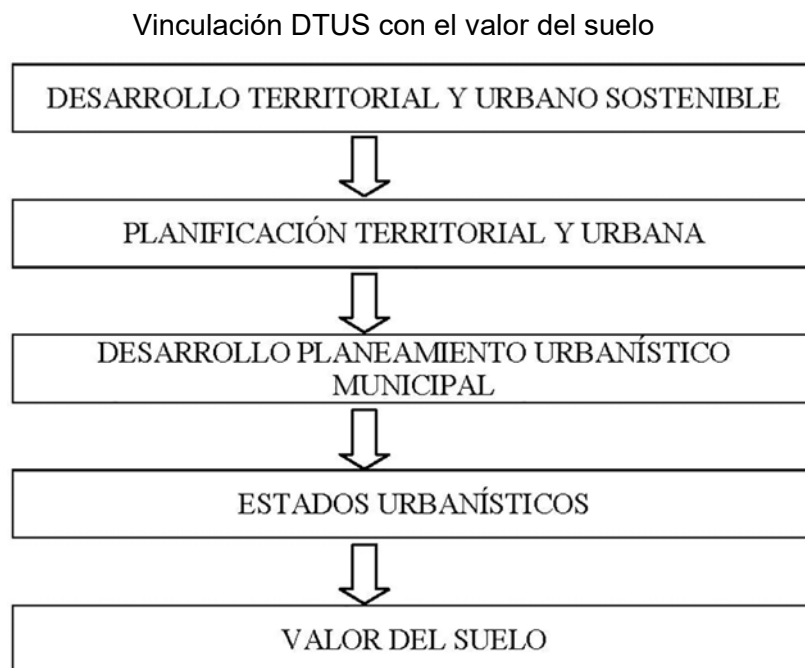 Vinculación DTUS con el valor del suelo
DESARROLLO TERRITORIAL Y URBANO SOSTENIBLE
PLANIFICACIÓN TERRITORIAL Y URBANA
DESARROLLO PLANEAMIENTO URBANÍSTICO
MUNICIPAL
ESTADOS URBANÍSTICOS
VALOR DEL SUELO